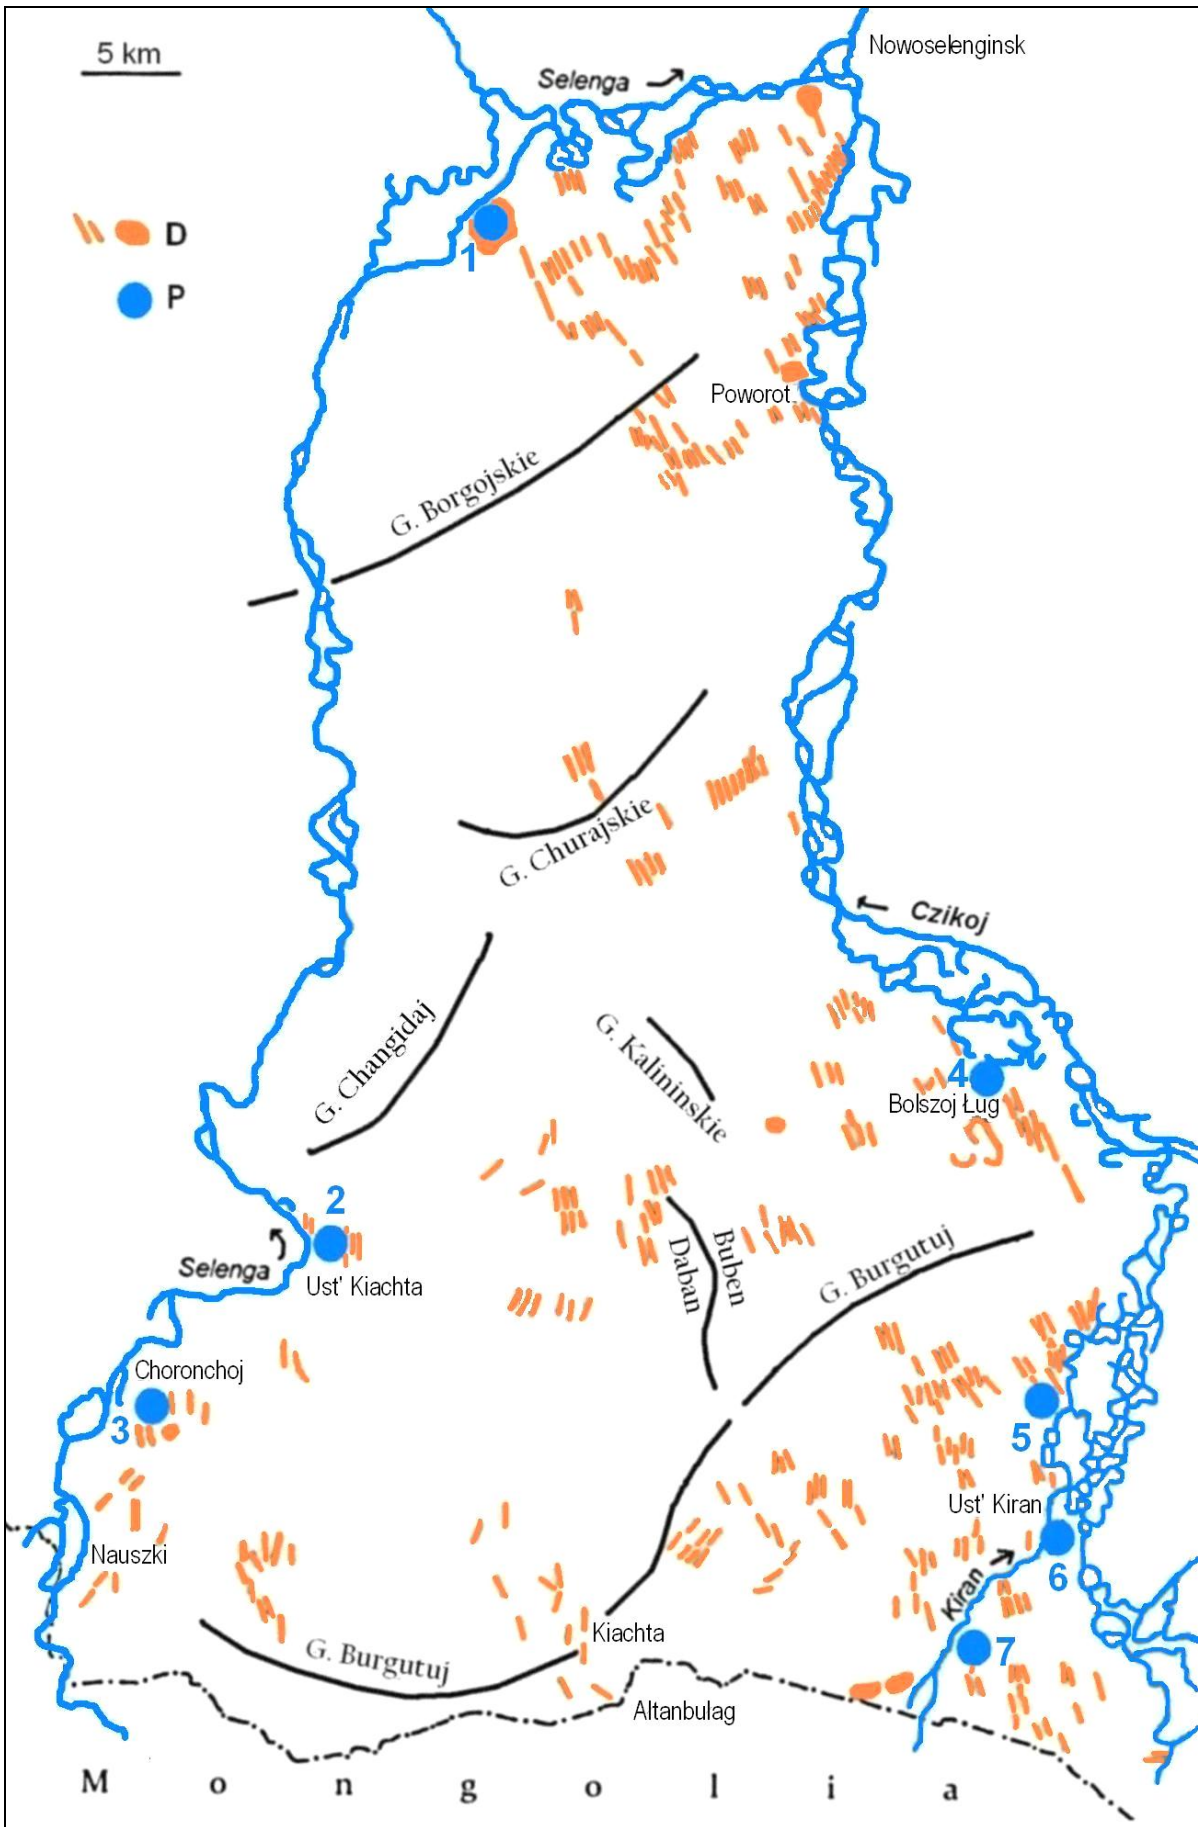 5 km
Nowoselenginsk
Selenga
D
P
1
Poworot.
G. Borgojskie
G. Churajskie
Czikoj
G. Changidaj
G. Kalininskie
4
Bolszoj Ług
2
Selenga
Ust' Kiachta
Daban
Buben
G. Burgutuj
Choronchoj
3
5
Ust' Kiran
Nauszki
6
Kiran
Kiachta
7
G. Burgutuj
Altanbulag
M o n g o l i a